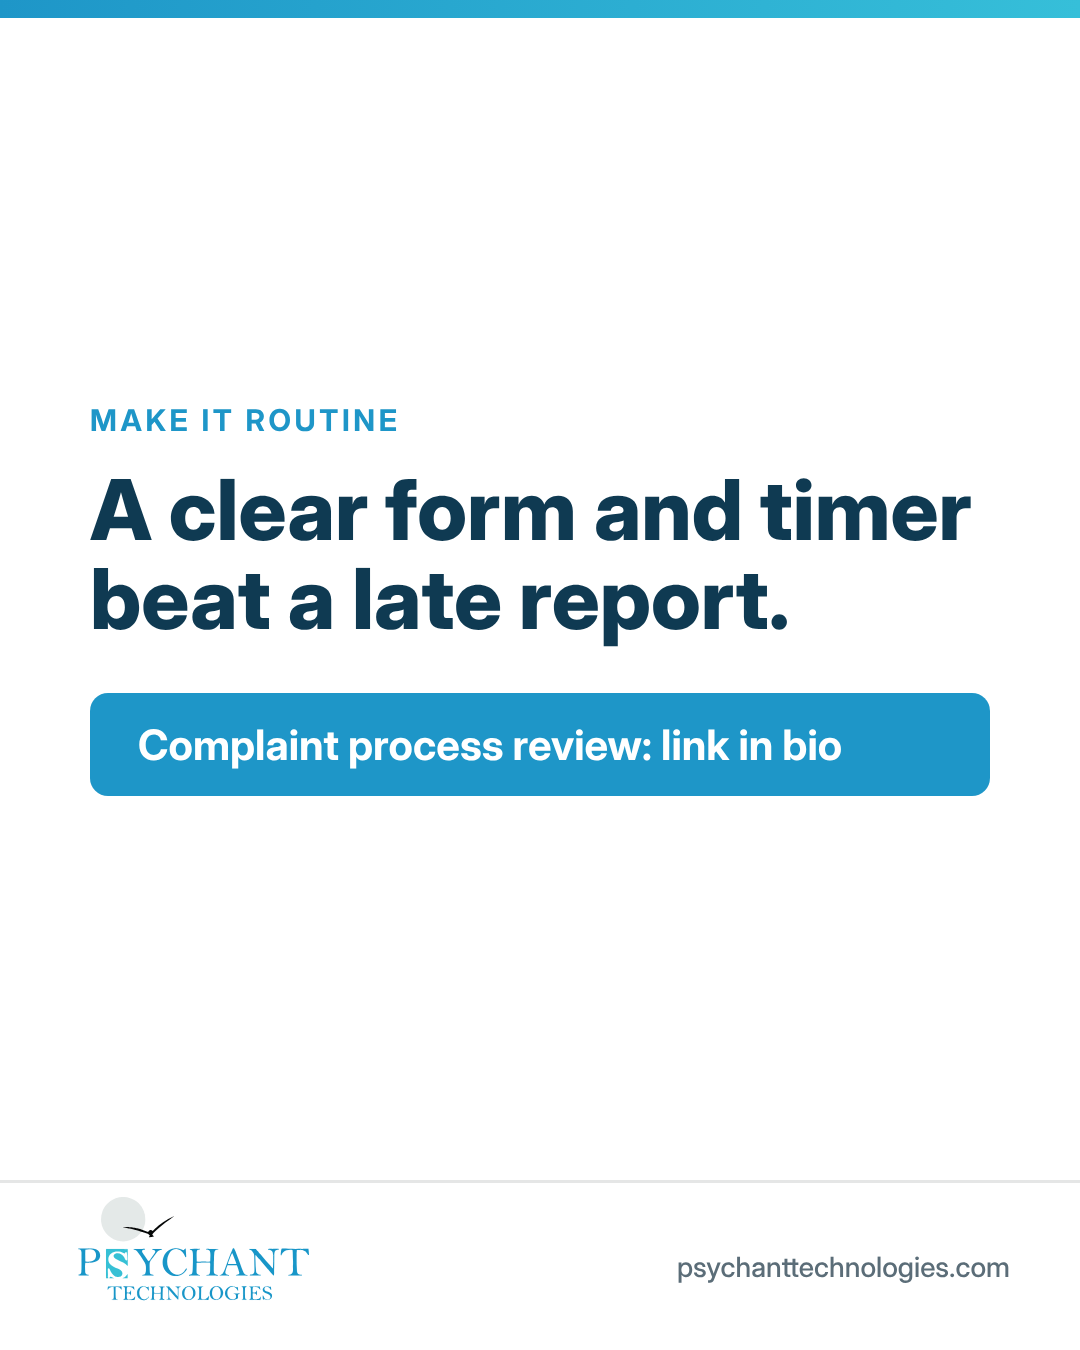 MAKE IT ROUTINE
A clear form and timer
beat a late report.
Complaint process review: link in bio
PSYCHANT
TECHNOLOGIES
psychanttechnologies.com